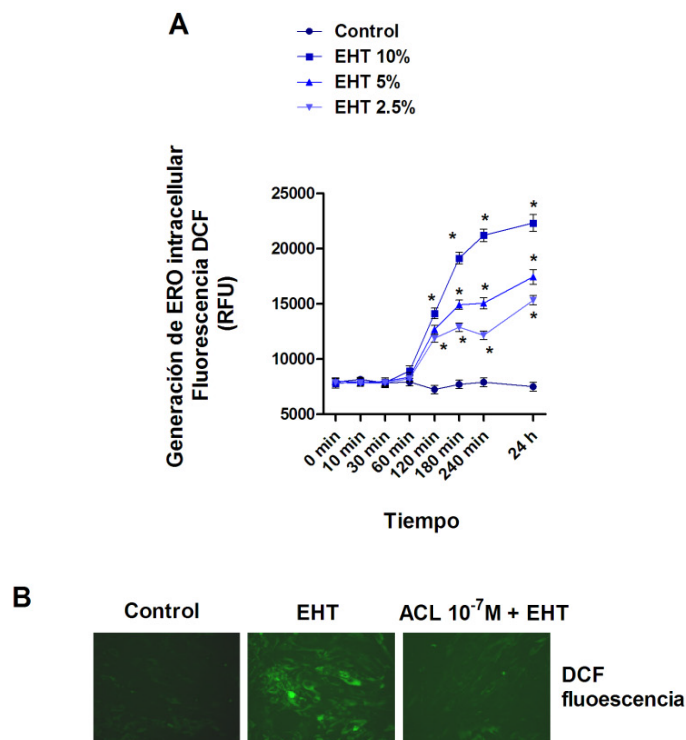 A
Control
EHT 10%
EHT 5%
EHT 2.5%
Generación de ERO intracellular
Fluorescencia DCF
(RFU)
25000
20000
15000
10000
5000
* * * * * * * * * * * *
0 min
10 min
30 min
60 min
120 min
180 min
240 min
24 h
Tiempo
B
Control
EHT
ACL 10⁻⁷M + EHT
DCF
fluoescencia